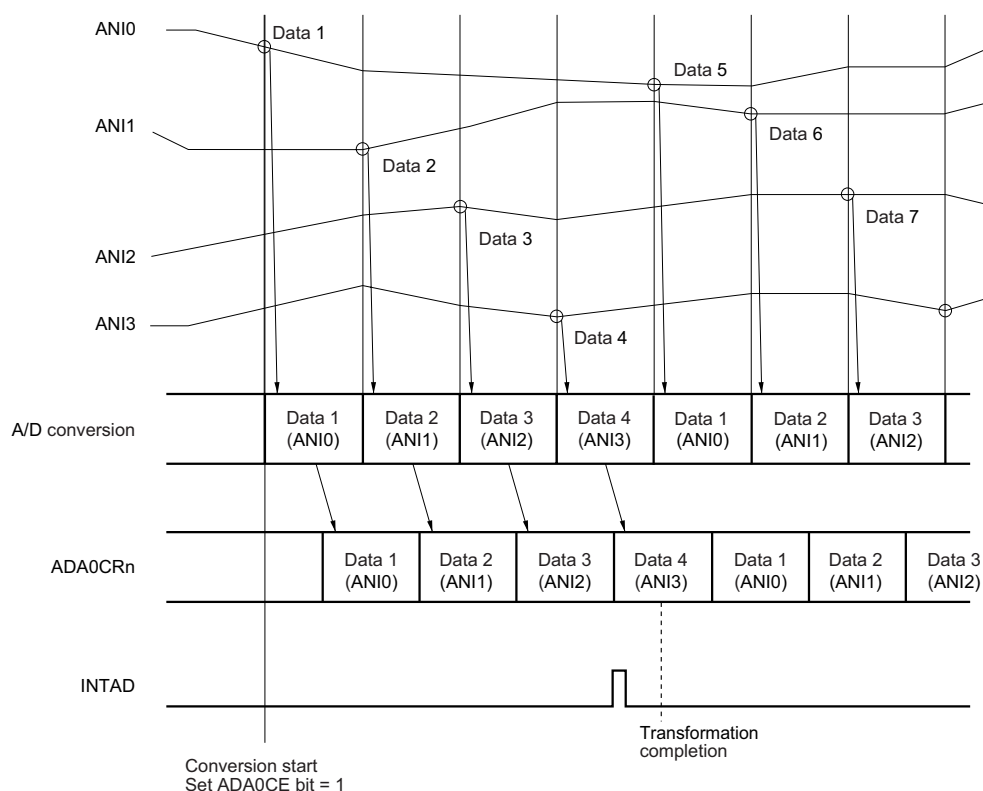 ANI0
Data 1
Data 5
ANI1
Data 6
Data 2
Data 7
Data 3
ANI2
ANI3
Data 4
A/D conversion
Data 1
(ANI0)
Data 2
(ANI1)
Data 3
(ANI2)
Data 4
(ANI3)
Data 1
(ANI0)
Data 2
(ANI1)
Data 3
(ANI2)
ADA0CRn
Data 1
(ANI0)
Data 2
(ANI1)
Data 3
(ANI2)
Data 4
(ANI3)
Data 1
(ANI0)
Data 2
(ANI1)
Data 3
(ANI2)
INTAD
Transformation
completion
Conversion start
Set ADA0CE bit = 1